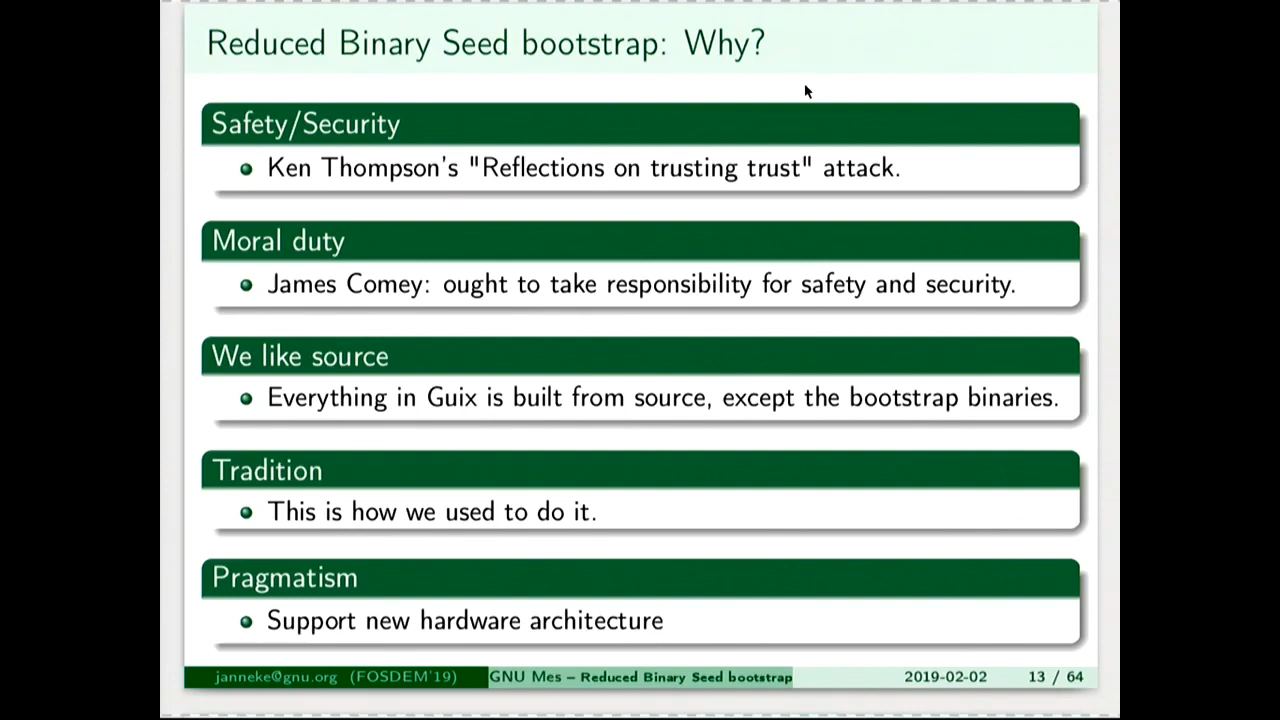 Reduced Binary Seed bootstrap: Why?
Safety/Security
Ken Thompson's "Reflections on trusting trust" attack.
Moral duty
James Comey: ought to take responsibility for safety and security.
We like source
Everything in Guix is built from source, except the bootstrap binaries.
Tradition
This is how we used to do it.
Pragmatism
Support new hardware architecture
janneke@gnu.org (FOSDEM'19) GNU Mes – Reduced Binary Seed bootstrap 2019-02-02 13 / 64